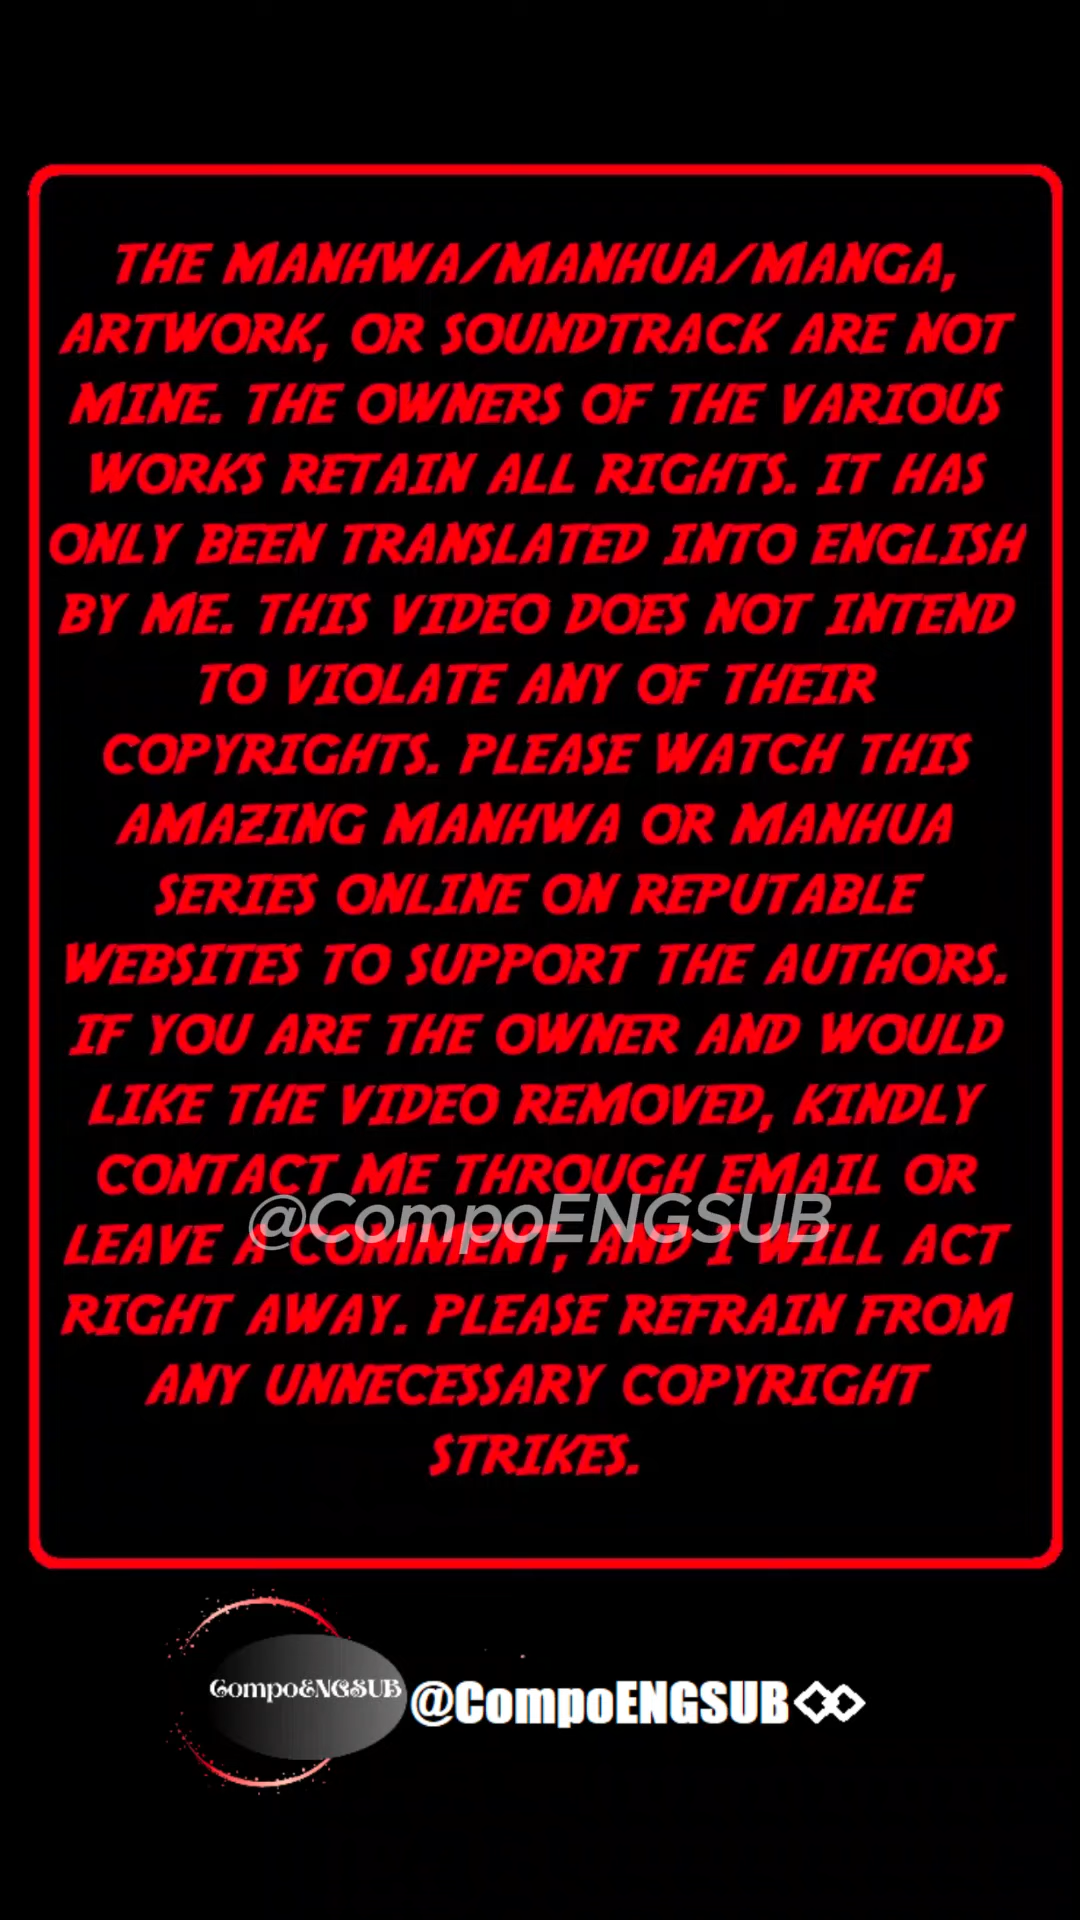 THE MANHWA/MANHUA/MANGA,
ARTWORK, OR SOUNDTRACK ARE NOT
MINE. THE OWNERS OF THE VARIOUS
WORKS RETAIN ALL RIGHTS. IT HAS
ONLY BEEN TRANSLATED INTO ENGLISH
BY ME. THIS VIDEO DOES NOT INTEND
TO VIOLATE ANY OF THEIR
COPYRIGHTS. PLEASE WATCH THIS
AMAZING MANHWA OR MANHUA
SERIES ONLINE ON REPUTABLE
WEBSITES TO SUPPORT THE AUTHORS.
IF YOU ARE THE OWNER AND WOULD
LIKE THE VIDEO REMOVED, KINDLY
CONTACT ME THROUGH EMAIL OR
@CompoENGSUB
LEAVE A COMMENT, AND I WILL ACT
RIGHT AWAY. PLEASE REFRAIN FROM
ANY UNNECESSARY COPYRIGHT
STRIKES.
CompoENGSUB
@CompoENGSUB